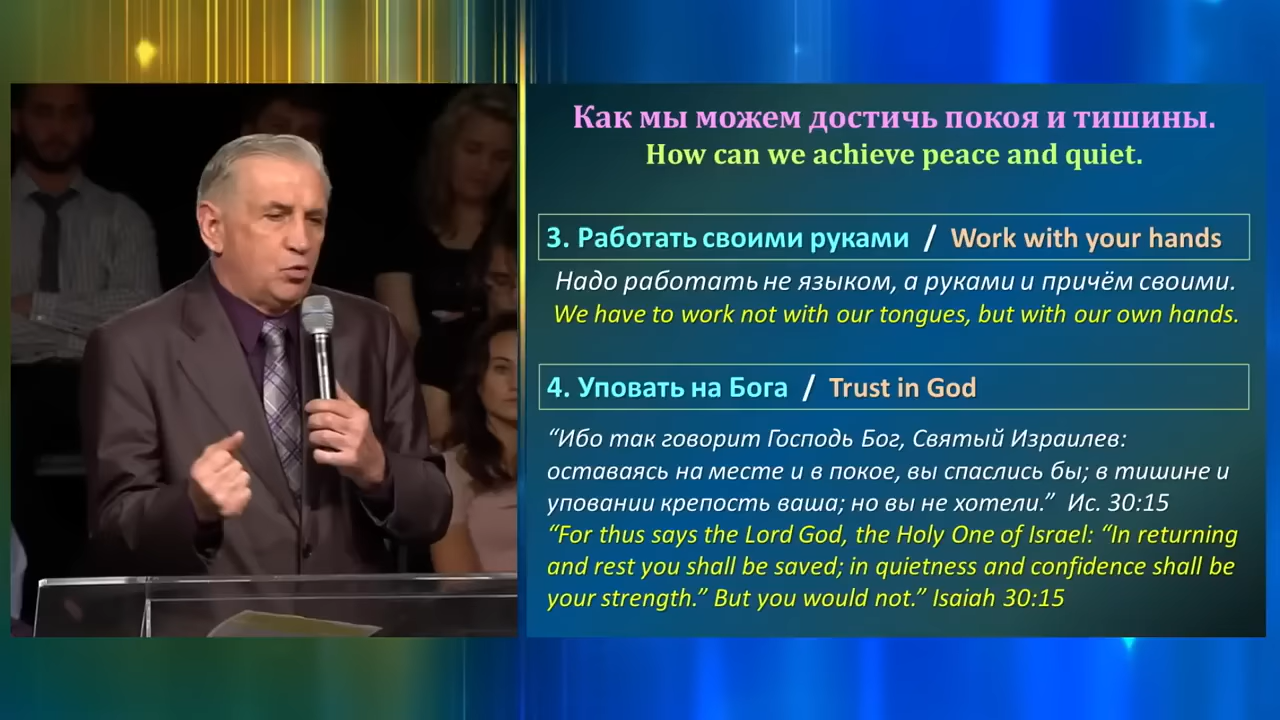 Как мы можем достичь покоя и тишины.
How can we achieve peace and quiet.
3. Работать своими руками / Work with your hands
Надо работать не языком, а руками и причём своими.
We have to work not with our tongues, but with our own hands.
4. Уповать на Бога / Trust in God
“Ибо так говорит Господь Бог, Святый Израилев:
оставаясь на месте и в покое, вы спаслись бы; в тишине и
уповании крепость ваша; но вы не хотели.” Ис. 30:15
“For thus says the Lord God, the Holy One of Israel: “In returning
and rest you shall be saved; in quietness and confidence shall be
your strength.” But you would not.” Isaiah 30:15